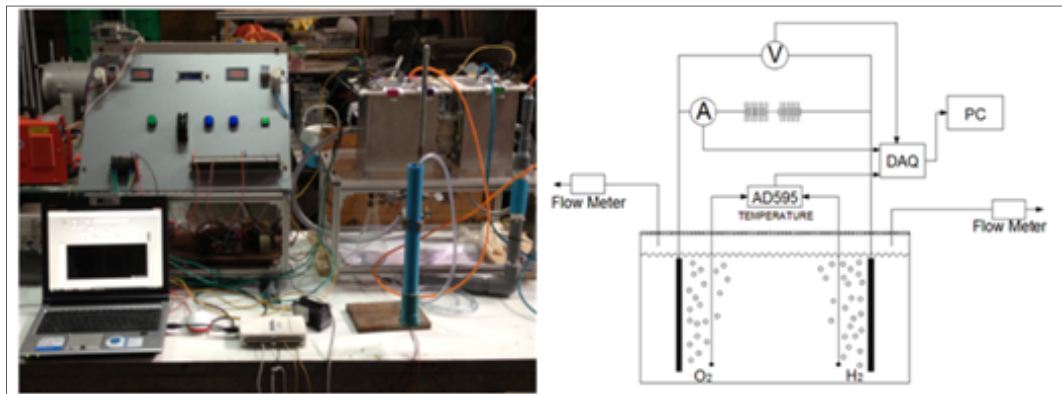 V
A
PC
DAQ
Flow Meter
AD595
TEMPERATURE
Flow Meter
O2
H2